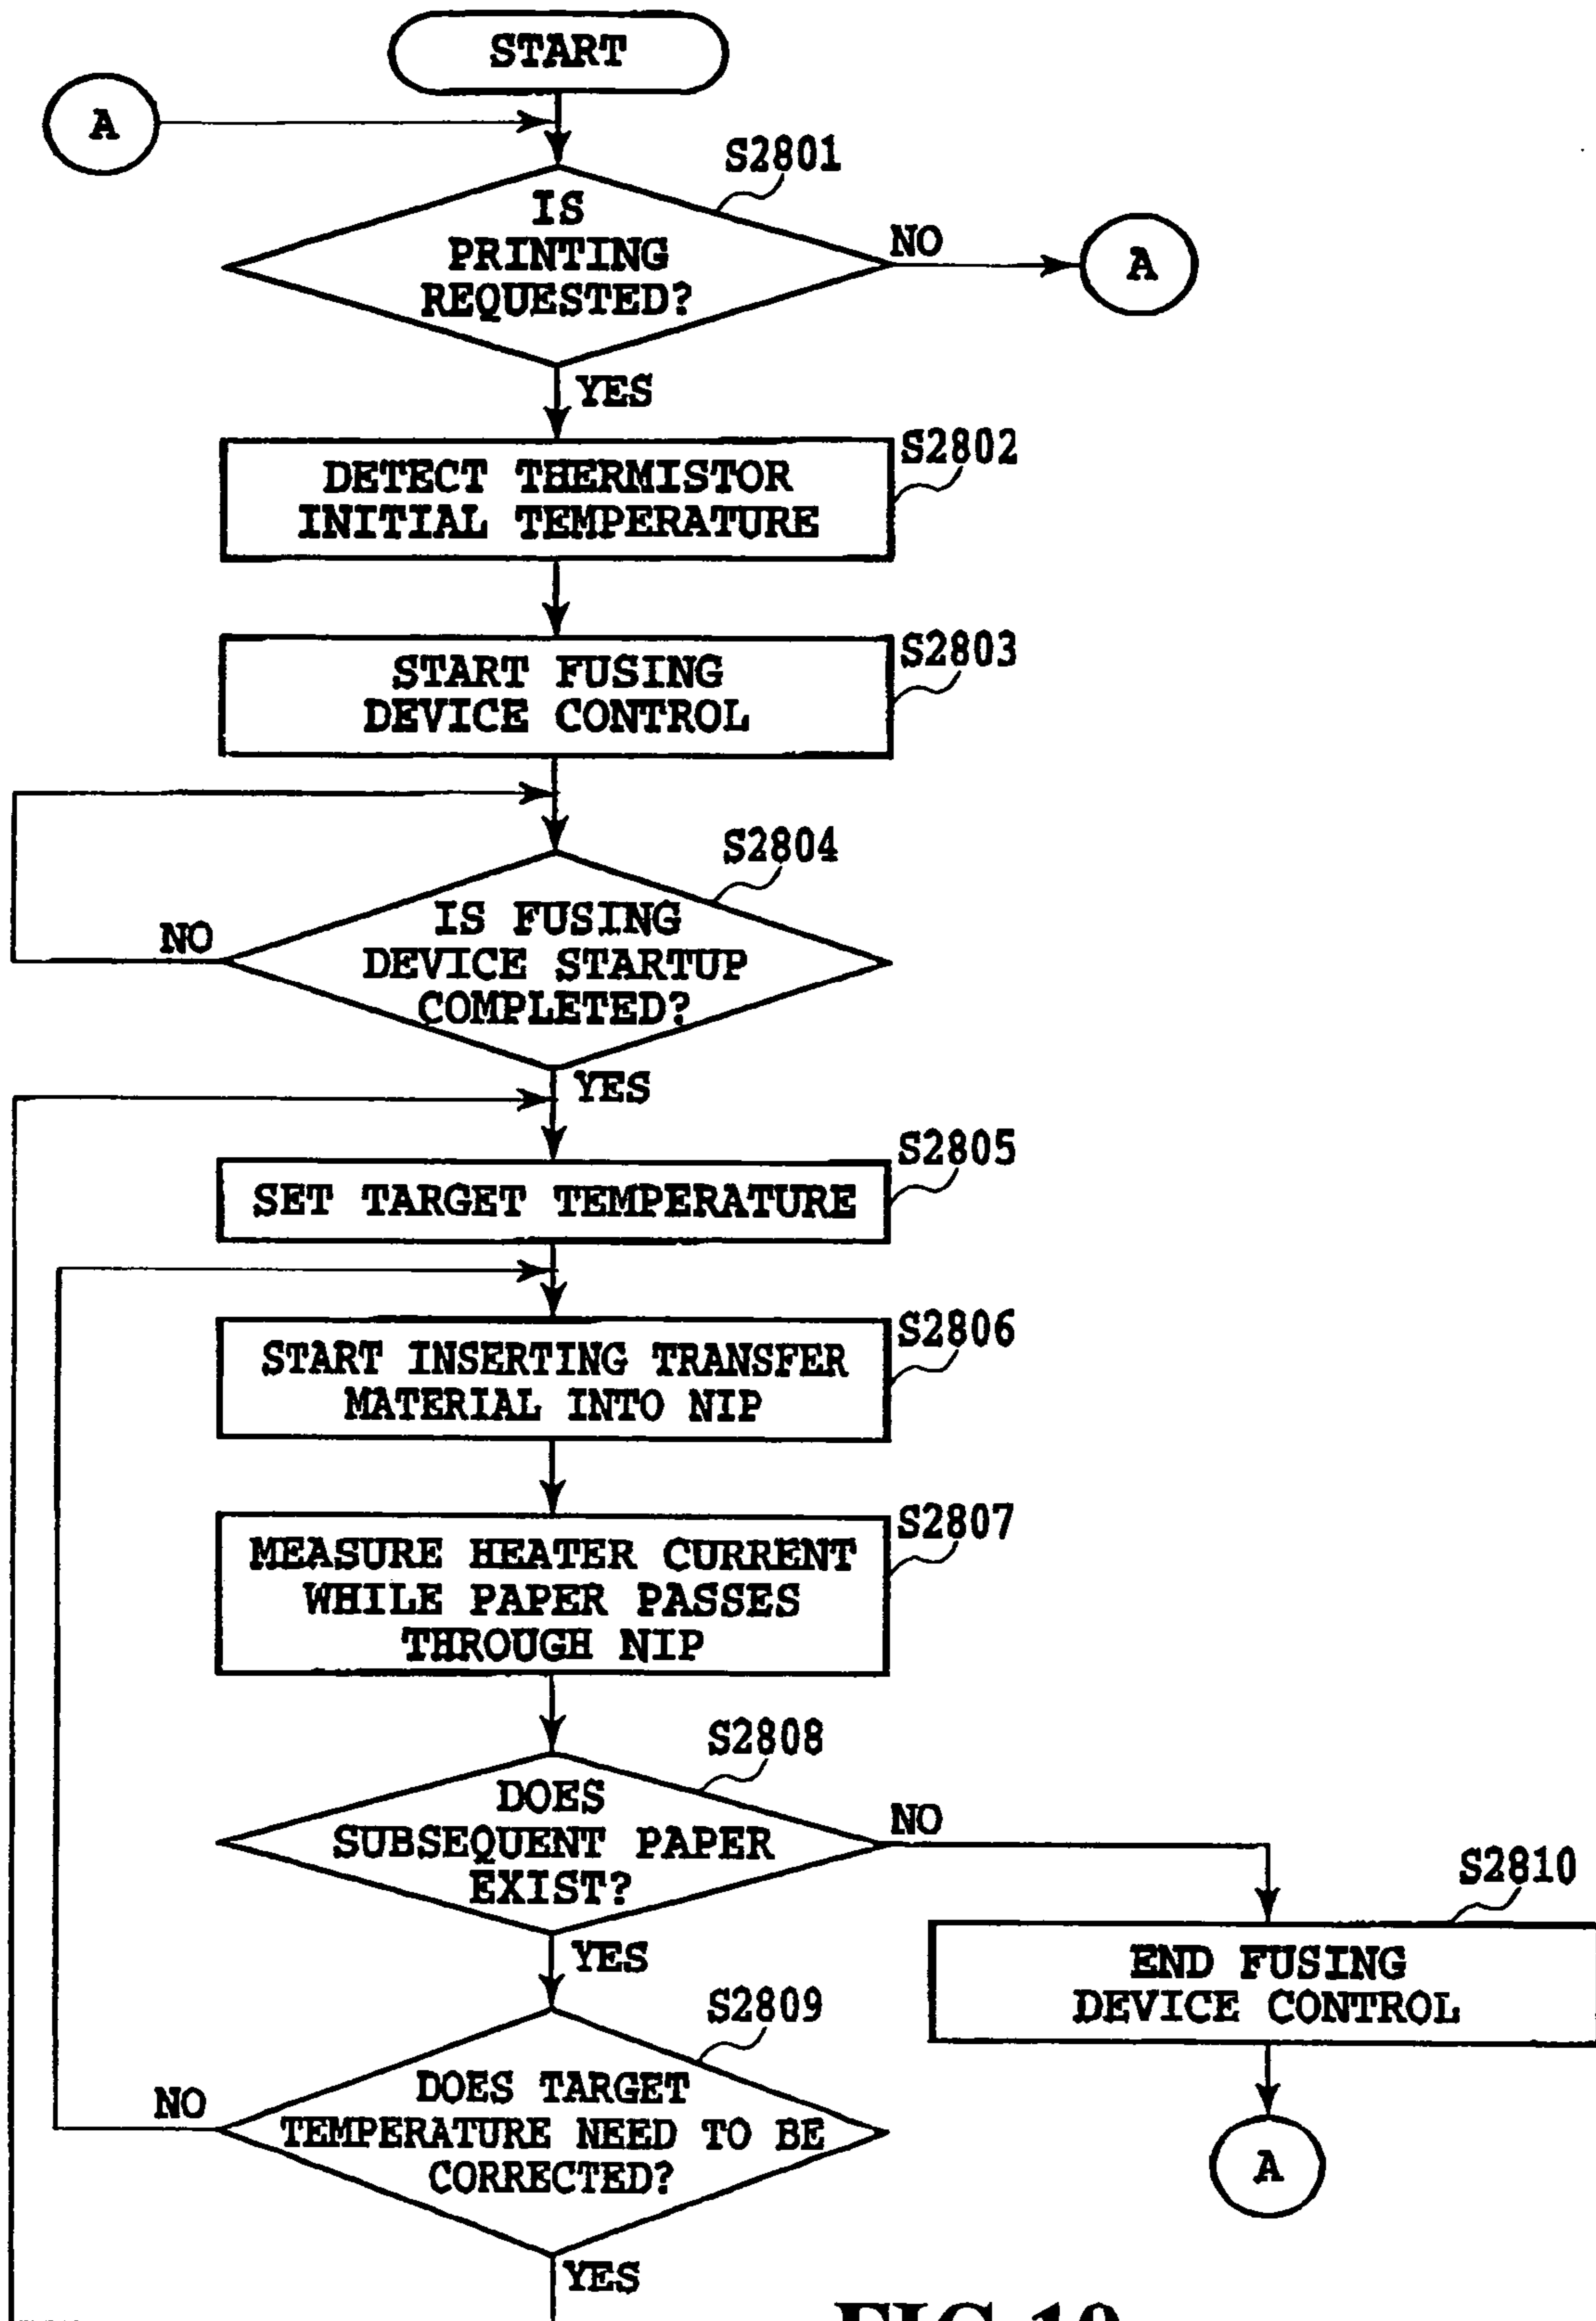 START
A
S2801
IS
PRINTING
REQUESTED?
NO
A
YES
S2802
DETECT THERMISTOR
INITIAL TEMPERATURE
S2803
START FUSING
DEVICE CONTROL
S2804
IS FUSING
DEVICE STARTUP
COMPLETED?
NO
YES
S2805
SET TARGET TEMPERATURE
S2806
START INSERTING TRANSFER
MATERIAL INTO NIP
S2807
MEASURE HEATER CURRENT
WHILE PAPER PASSES
THROUGH NIP
S2808
DOES
SUBSEQUENT PAPER
EXIST?
NO
S2810
END FUSING
DEVICE CONTROL
A
YES
S2809
DOES TARGET
TEMPERATURE NEED TO BE
CORRECTED?
NO
YES